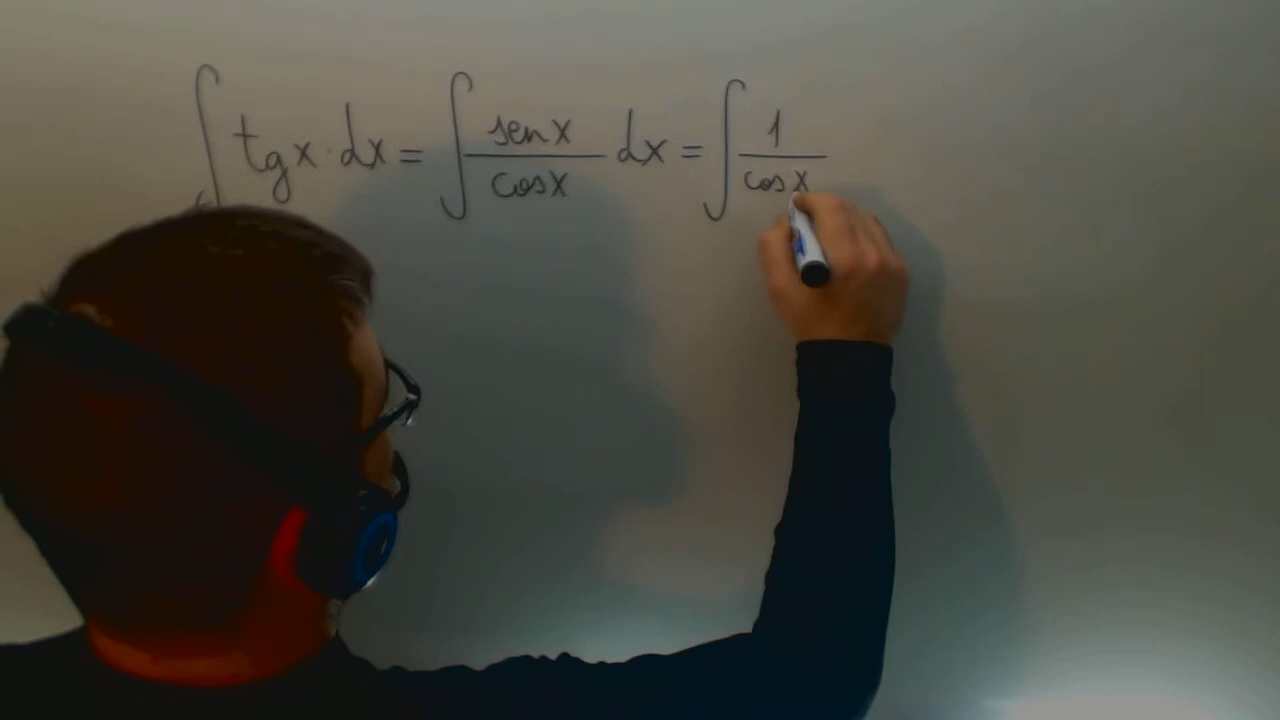 ∫ tg x · dx = ∫ sen x / cos x dx = ∫ 1 / cos x